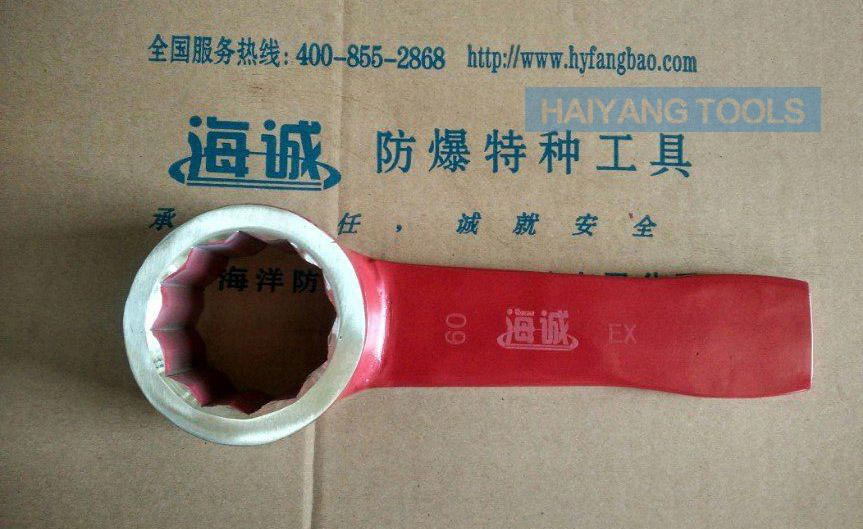 全国服务热线: 400-855-2868 http://www.hyfangbao.com
HAIYANG TOOLS
海诚 防爆特种工具
承 任，诚就安全
海洋防
60 海诚 EX